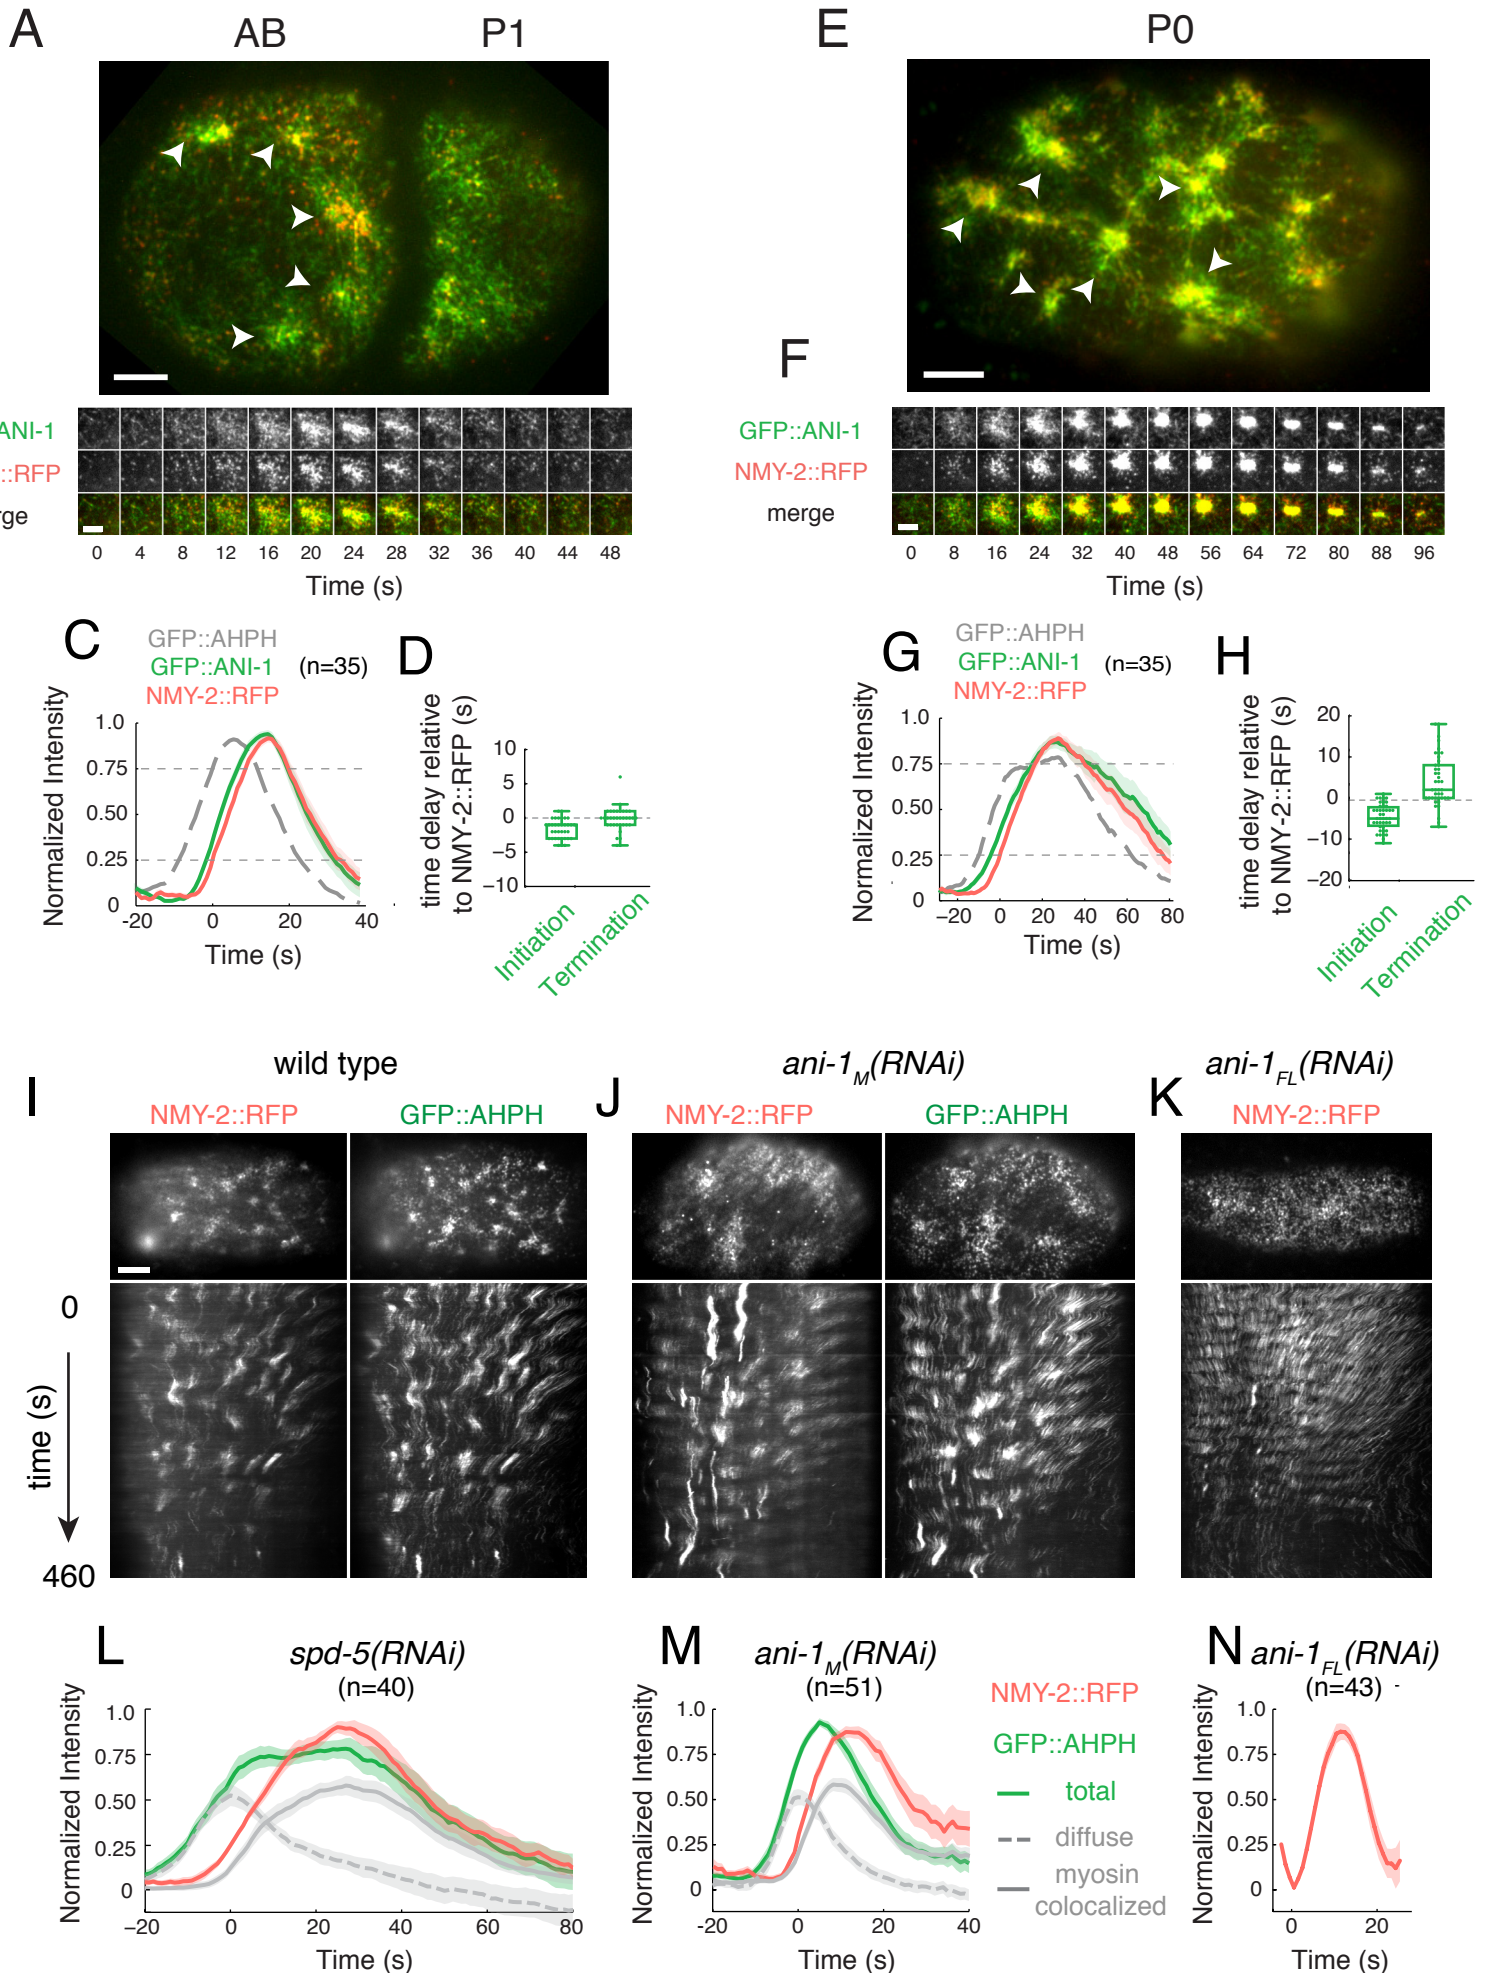 A AB P1
E P0
F
ANI-1
::RFP
rge
0 4 8 12 16 20 24 28 32 36 40 44 48
Time (s)
GFP::ANI-1
NMY-2::RFP
merge
0 8 16 24 32 40 48 56 64 72 80 88 96
Time (s)
C
GFP::AHPH
GFP::ANI-1 (n=35)
NMY-2::RFP
Normalized Intensity
1.0
0.75
0.50
0.25
0
-20 0 20 40
Time (s)
D
time delay relative
to NMY-2::RFP (s)
10
5
0
−5
−10
Initiation
Termination
G
GFP::AHPH
GFP::ANI-1 (n=35)
NMY-2::RFP
Normalized Intensity
1.0
0.75
0.50
0.25
0
−20 0 20 40 60 80
Time (s)
H
time delay relative
to NMY-2::RFP (s)
20
10
0
−10
−20
Initiation
Termination
I wild type
NMY-2::RFP GFP::AHPH
0
time (s)
460
J ani-1M(RNAi)
NMY-2::RFP GFP::AHPH
K ani-1FL(RNAi)
NMY-2::RFP
L spd-5(RNAi)
(n=40)
Normalized Intensity
1.0
0.75
0.50
0.25
0
−20 0 20 40 60 80
Time (s)
M ani-1M(RNAi)
(n=51)
Normalized Intensity
1.0
0.75
0.50
0.25
0
-20 0 20 40
Time (s)
NMY-2::RFP
GFP::AHPH
total
diffuse
myosin
colocalized
N ani-1FL(RNAi)
(n=43)
Normalized Intensity
1.0
0.75
0.50
0.25
0
0 20
Time (s)